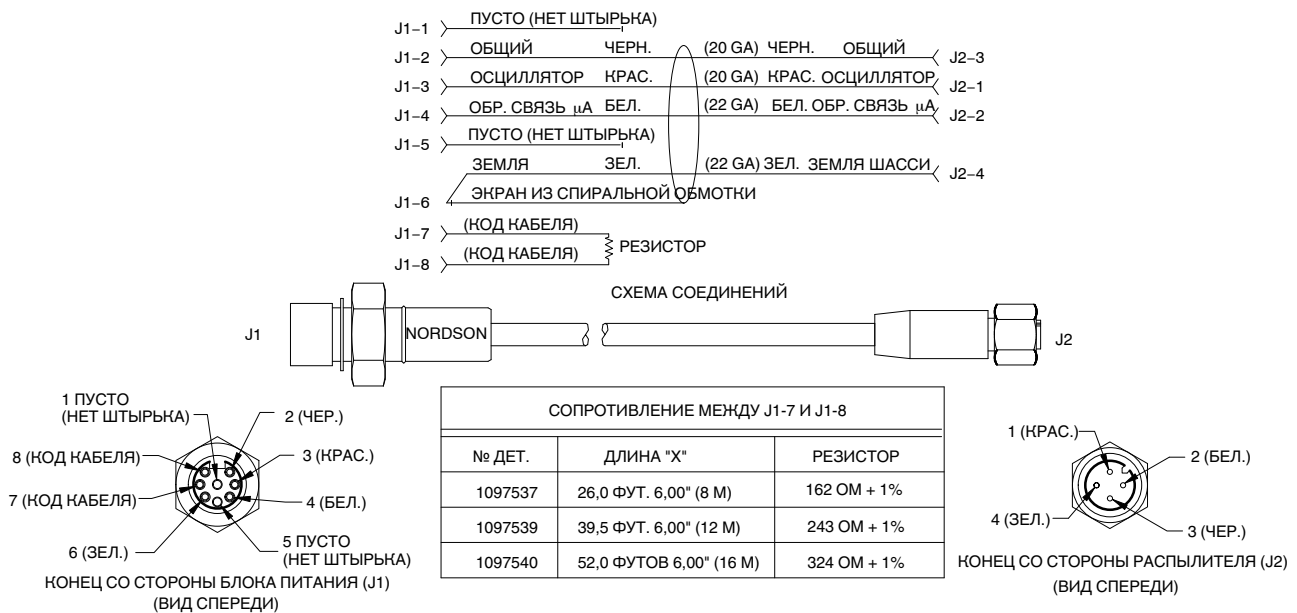 J1-1 ПУСТО (НЕТ ШТЫРЬКА)
J1-2 ОБЩИЙ ЧЕРН. (20 GA) ЧЕРН. ОБЩИЙ J2-3
J1-3 ОСЦИЛЛЯТОР КРАС. (20 GA) КРАС. ОСЦИЛЛЯТОР J2-1
J1-4 ОБР. СВЯЗЬ μA БЕЛ. (22 GA) БЕЛ. ОБР. СВЯЗЬ μA J2-2
J1-5 ПУСТО (НЕТ ШТЫРЬКА)
ЗЕМЛЯ ЗЕЛ. (22 GA) ЗЕЛ. ЗЕМЛЯ ШАССИ J2-4
J1-6 ЭКРАН ИЗ СПИРАЛЬНОЙ ОБМОТКИ
J1-7 (КОД КАБЕЛЯ)
РЕЗИСТОР
J1-8 (КОД КАБЕЛЯ)
СХЕМА СОЕДИНЕНИЙ
J1 NORDSON J2
1 ПУСТО
(НЕТ ШТЫРЬКА)
2 (ЧЕР.)
8 (КОД КАБЕЛЯ)
3 (КРАС.)
7 (КОД КАБЕЛЯ)
4 (БЕЛ.)
6 (ЗЕЛ.)
5 ПУСТО
(НЕТ ШТЫРЬКА)
КОНЕЦ СО СТОРОНЫ БЛОКА ПИТАНИЯ (J1)
(ВИД СПЕРЕДИ)
СОПРОТИВЛЕНИЕ МЕЖДУ J1-7 И J1-8
№ ДЕТ. ДЛИНА "X" РЕЗИСТОР
1097537 26,0 ФУТ. 6,00" (8 М) 162 ОМ + 1%
1097539 39,5 ФУТ. 6,00" (12 М) 243 ОМ + 1%
1097540 52,0 ФУТОВ 6,00" (16 М) 324 ОМ + 1%
1 (КРАС.)
2 (БЕЛ.)
4 (ЗЕЛ.)
3 (ЧЕР.)
КОНЕЦ СО СТОРОНЫ РАСПЫЛИТЕЛЯ (J2)
(ВИД СПЕРЕДИ)